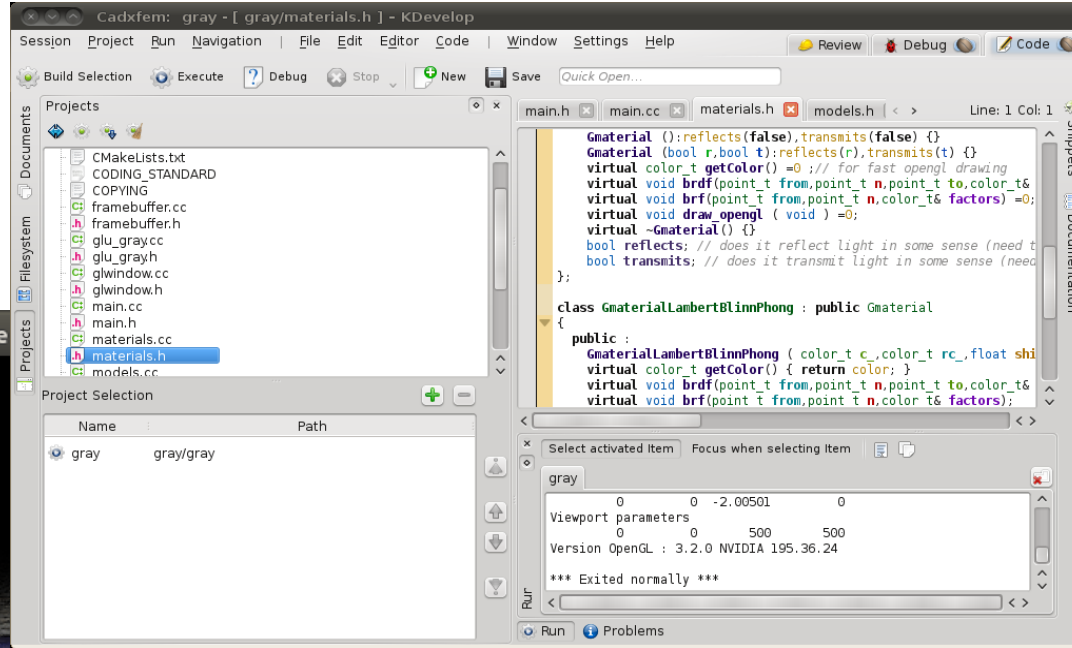 Cadxfem: gray - [ gray/materials.h ] – KDevelop
Session Project Run Navigation | File Edit Editor Code | Window Settings Help
Review Debug Code
Build Selection Execute Debug Stop New Save Quick Open...
Documents
Filesystem
Projects
Projects
CMakeLists.txt
CODING_STANDARD
COPYING
framebuffer.cc
framebuffer.h
glu_gray.cc
glu_gray.h
glwindow.cc
glwindow.h
main.cc
main.h
materials.cc
materials.h
models.cc
Project Selection
Name Path
gray gray/gray
main.h main.cc materials.h models.h Line: 1 Col: 1
Gmaterial ():reflects(false),transmits(false) {}
Gmaterial (bool r,bool t):reflects(r),transmits(t) {}
virtual color_t getColor() =0 ;// for fast opengl drawing
virtual void brdf(point_t from,point_t n,point_t to,color_t&
virtual void brf(point_t from,point_t n,color_t& factors) =0;
virtual void draw_opengl ( void ) =0;
virtual ~Gmaterial() {}
bool reflects; // does it reflect light in some sense (need t
bool transmits; // does it transmit light in some sense (need
};
class GmaterialLambertBlinnPhong : public Gmaterial
{
public :
GmaterialLambertBlinnPhong ( color_t c_,color_t rc_,float shi
virtual color_t getColor() { return color; }
virtual void brdf(point_t from,point_t n,point_t to,color_t&
virtual void brf(point_t from,point_t n,color_t& factors);
Snippets
Documentation
Select activated Item Focus when selecting Item
gray
0 0 -2.00501 0
Viewport parameters
0 0 500 500
Version OpenGL : 3.2.0 NVIDIA 195.36.24
*** Exited normally ***
Run
Run Problems